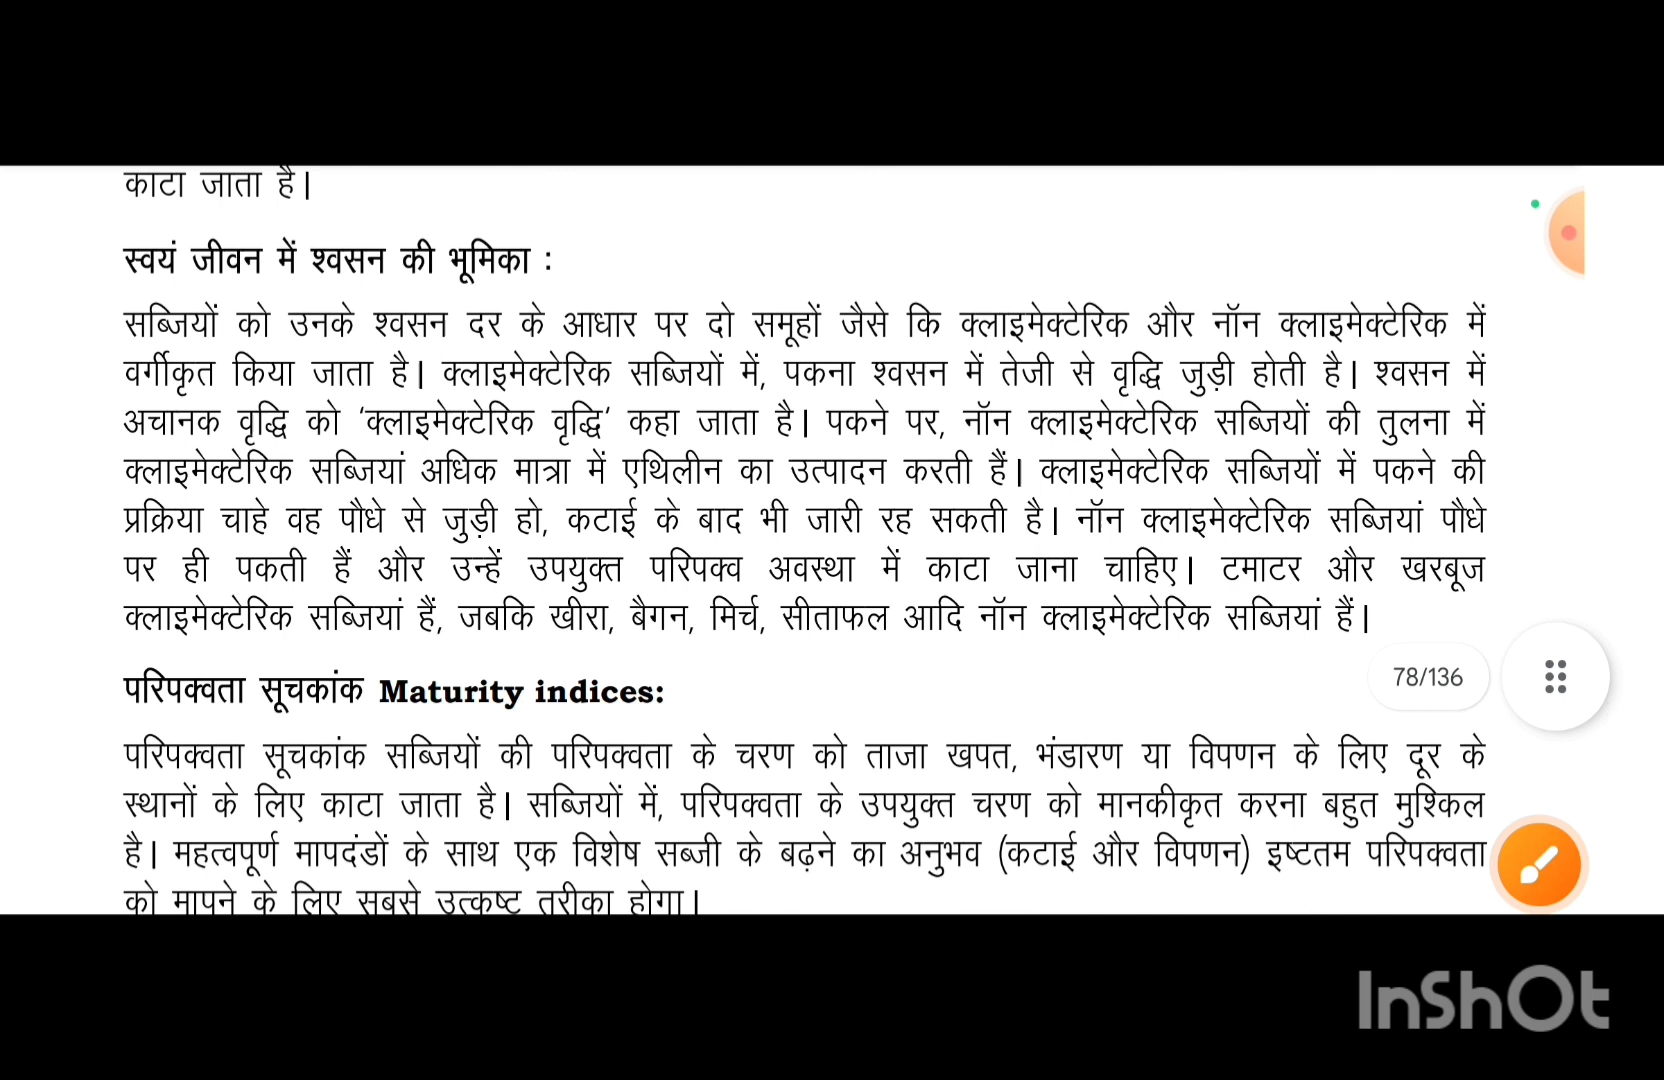 काटा जाता है।
स्वयं जीवन में श्वसन की भूमिका :
सब्जियों को उनके श्वसन दर के आधार पर दो समूहों जैसे कि क्लाइमेक्टेरिक और नॉन क्लाइमेक्टेरिक में
वर्गीकृत किया जाता है। क्लाइमेक्टेरिक सब्जियों में, पकना श्वसन में तेजी से वृद्धि जुड़ी होती है। श्वसन में
अचानक वृद्धि को ‘क्लाइमेक्टेरिक वृद्धि’ कहा जाता है। पकने पर, नॉन क्लाइमेक्टेरिक सब्जियों की तुलना में
क्लाइमेक्टेरिक सब्जियां अधिक मात्रा में एथिलीन का उत्पादन करती हैं। क्लाइमेक्टेरिक सब्जियों में पकने की
प्रक्रिया चाहे वह पौधे से जुड़ी हो, कटाई के बाद भी जारी रह सकती है। नॉन क्लाइमेक्टेरिक सब्जियां पौधे
पर ही पकती हैं और उन्हें उपयुक्त परिपक्व अवस्था में काटा जाना चाहिए। टमाटर और खरबूज
क्लाइमेक्टेरिक सब्जियां हैं, जबकि खीरा, बैगन, मिर्च, सीताफल आदि नॉन क्लाइमेक्टेरिक सब्जियां हैं।
78/136
परिपक्वता सूचकांक Maturity indices:
परिपक्वता सूचकांक सब्जियों की परिपक्वता के चरण को ताजा खपत, भंडारण या विपणन के लिए दूर के
स्थानों के लिए काटा जाता है। सब्जियों में, परिपक्वता के उपयुक्त चरण को मानकीकृत करना बहुत मुश्किल
है। महत्वपूर्ण मापदंडों के साथ एक विशेष सब्जी के बढ़ने का अनुभव (कटाई और विपणन) इष्टतम परिपक्वता
को मापने के लिए सबसे उत्कष्ट तरीका होगा।
InShOt